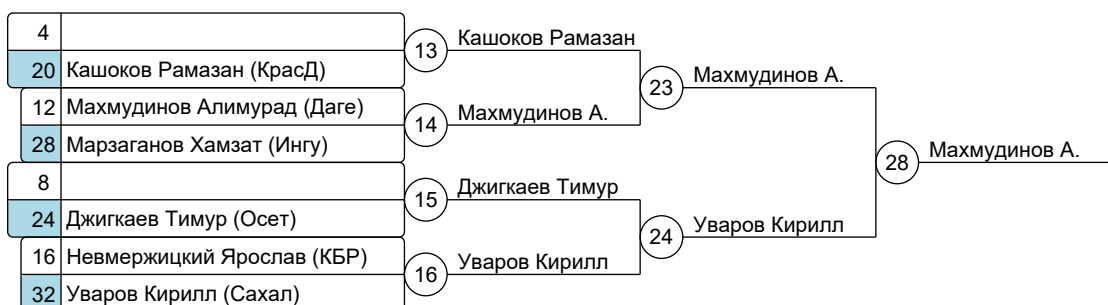 4
20 Кашоков Рамазан (КрасД)
12 Махмудинов Алимурад (Даге)
28 Марзаганов Хамзат (Ингу)
8
24 Джигкаев Тимур (Осет)
16 Невмержицкий Ярослав (КБР)
32 Уваров Кирилл (Сахал)
13 Кашоков Рамазан
14 Махмудинов А.
15 Джигкаев Тимур
16 Уваров Кирилл
23 Махмудинов А.
24 Уваров Кирилл
28 Махмудинов А.